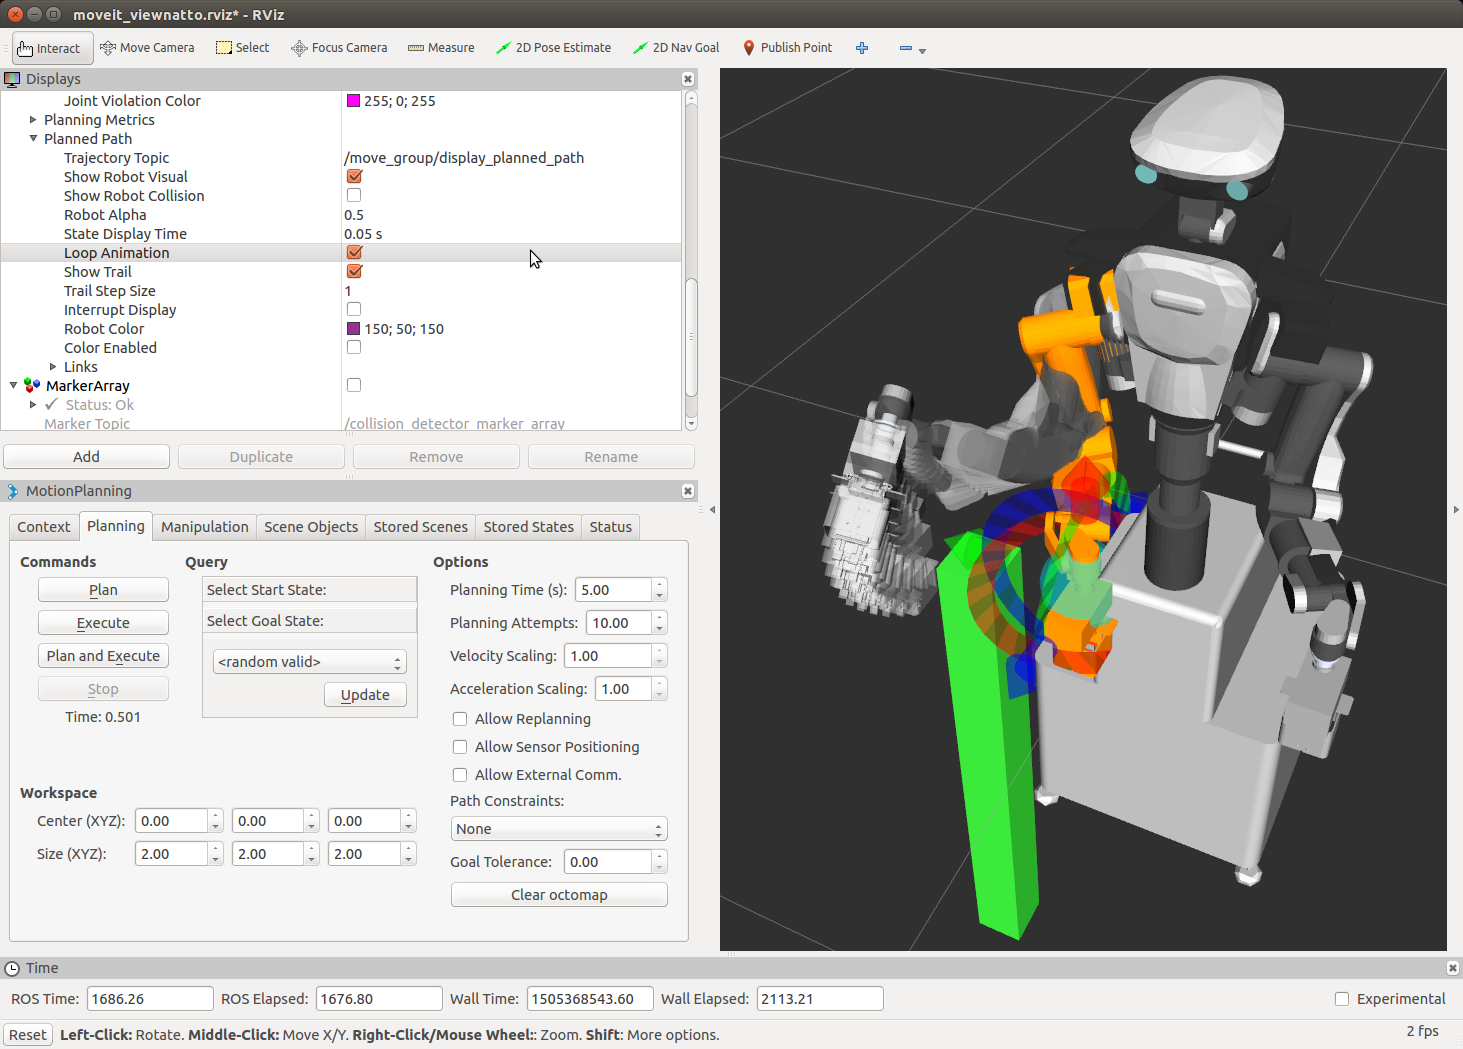 moveit_viewnatto.rviz* - RViz
Interact Move Camera Select Focus Camera Measure 2D Pose Estimate 2D Nav Goal Publish Point
Displays
Joint Violation Color 255; 0; 255
Planning Metrics
Planned Path
Trajectory Topic /move_group/display_planned_path
Show Robot Visual
Show Robot Collision
Robot Alpha 0.5
State Display Time 0.05 s
Loop Animation
Show Trail
Trail Step Size 1
Interrupt Display
Robot Color 150; 50; 150
Color Enabled
Links
MarkerArray
Status: Ok
Marker Topic /collision_detector_marker_array
Add Duplicate Remove Rename
MotionPlanning
Context Planning Manipulation Scene Objects Stored Scenes Stored States Status
Commands Query Options
Plan Select Start State: Planning Time (s): 5.00
Execute Select Goal State: Planning Attempts: 10.00
Plan and Execute <random valid> Velocity Scaling: 1.00
Stop Update Acceleration Scaling: 1.00
Time: 0.501 Allow Replanning
Allow Sensor Positioning
Allow External Comm.
Workspace Path Constraints:
Center (XYZ): 0.00 0.00 0.00 None
Size (XYZ): 2.00 2.00 2.00 Goal Tolerance: 0.00
Clear octomap
Time
ROS Time: 1686.26 ROS Elapsed: 1676.80 Wall Time: 1505368543.60 Wall Elapsed: 2113.21 Experimental
Reset Left-Click: Rotate. Middle-Click: Move X/Y. Right-Click/Mouse Wheel:: Zoom. Shift: More options. 2 fps